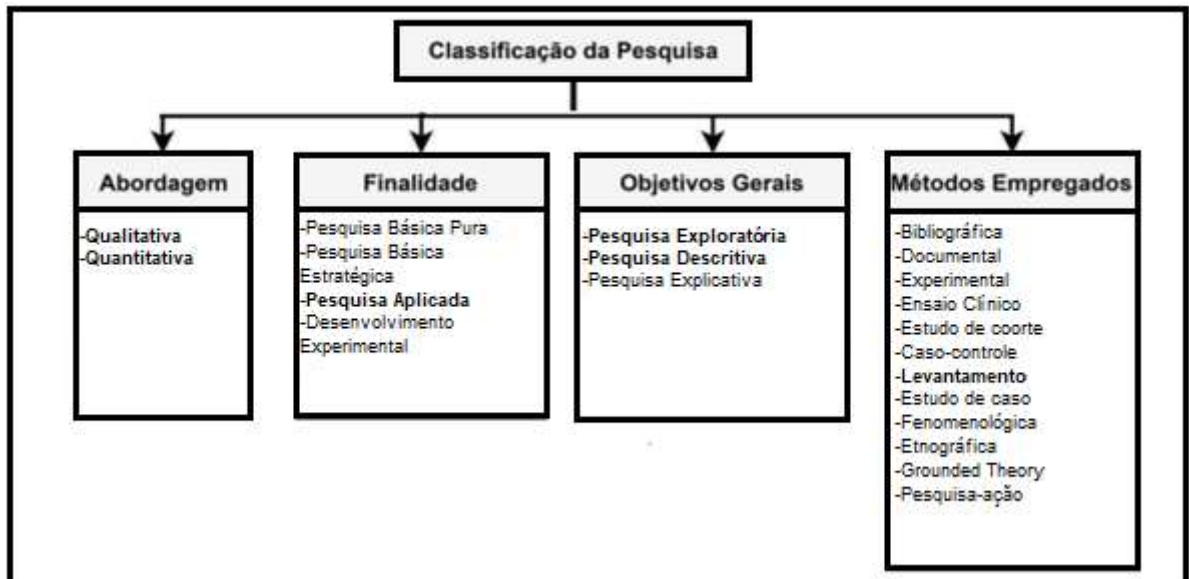 Classificação da Pesquisa
Abordagem
-Qualitativa
-Quantitativa
Finalidade
-Pesquisa Básica Pura
-Pesquisa Básica
Estratégica
-Pesquisa Aplicada
-Desenvolvimento
Experimental
Objetivos Gerais
-Pesquisa Exploratória
-Pesquisa Descritiva
-Pesquisa Explicativa
Métodos Empregados
-Bibliográfica
-Documental
-Experimental
-Ensaio Clínico
-Estudo de coorte
-Caso-controle
-Levantamento
-Estudo de caso
-Fenomenológica
-Etnográfica
-Grounded Theory
-Pesquisa-ação